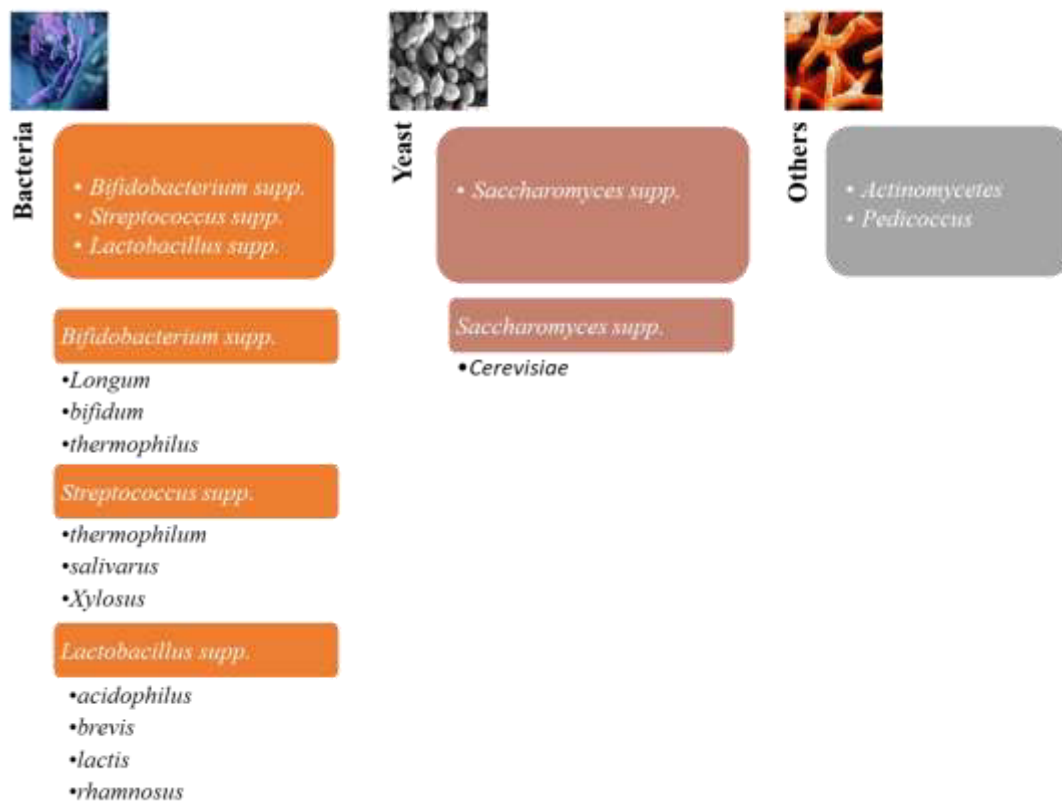 Bacteria
• Bifidobacterium supp.
• Streptococcus supp.
• Lactobacillus supp.
Bifidobacterium supp.
•Longum
•bifidum
•thermophilus
Streptococcus supp.
•thermophilum
•salivarus
•Xylosus
Lactobacillus supp.
•acidophilus
•brevis
•lactis
•rhamnosus
Yeast
• Saccharomyces supp.
Saccharomyces supp.
•Cerevisiae
Others
• Actinomycetes
• Pedicoccus